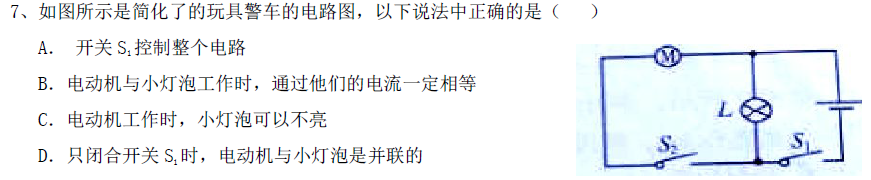 7、如图所示是简化了的玩具警车的电路图，以下说法中正确的是（　　）
A. 开关 S₁控制整个电路
B. 电动机与小灯泡工作时，通过他们的电流一定相等
C. 电动机工作时，小灯泡可以不亮
D. 只闭合开关 S₁时，电动机与小灯泡是并联的
M
L
S₂ S₁